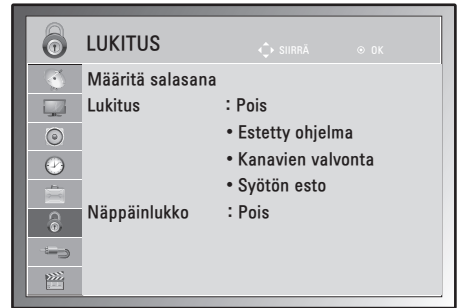 LUKITUS
SIIRRÄ
OK
Määritä salasana
Lukitus : Pois
• Estetty ohjelma
• Kanavien valvonta
• Syötön esto
Näppäinlukko : Pois